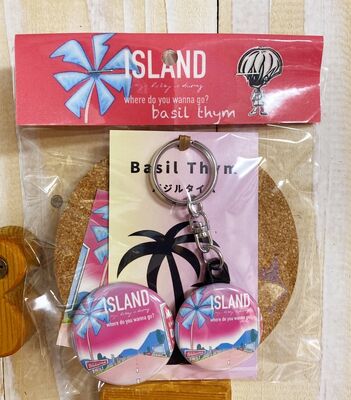 ISLAND
where do you wanna go?
basil thym
Basil Thym
バジルタイム
ISLAND
where do you wanna go?
ISLAND
where do you wanna go?